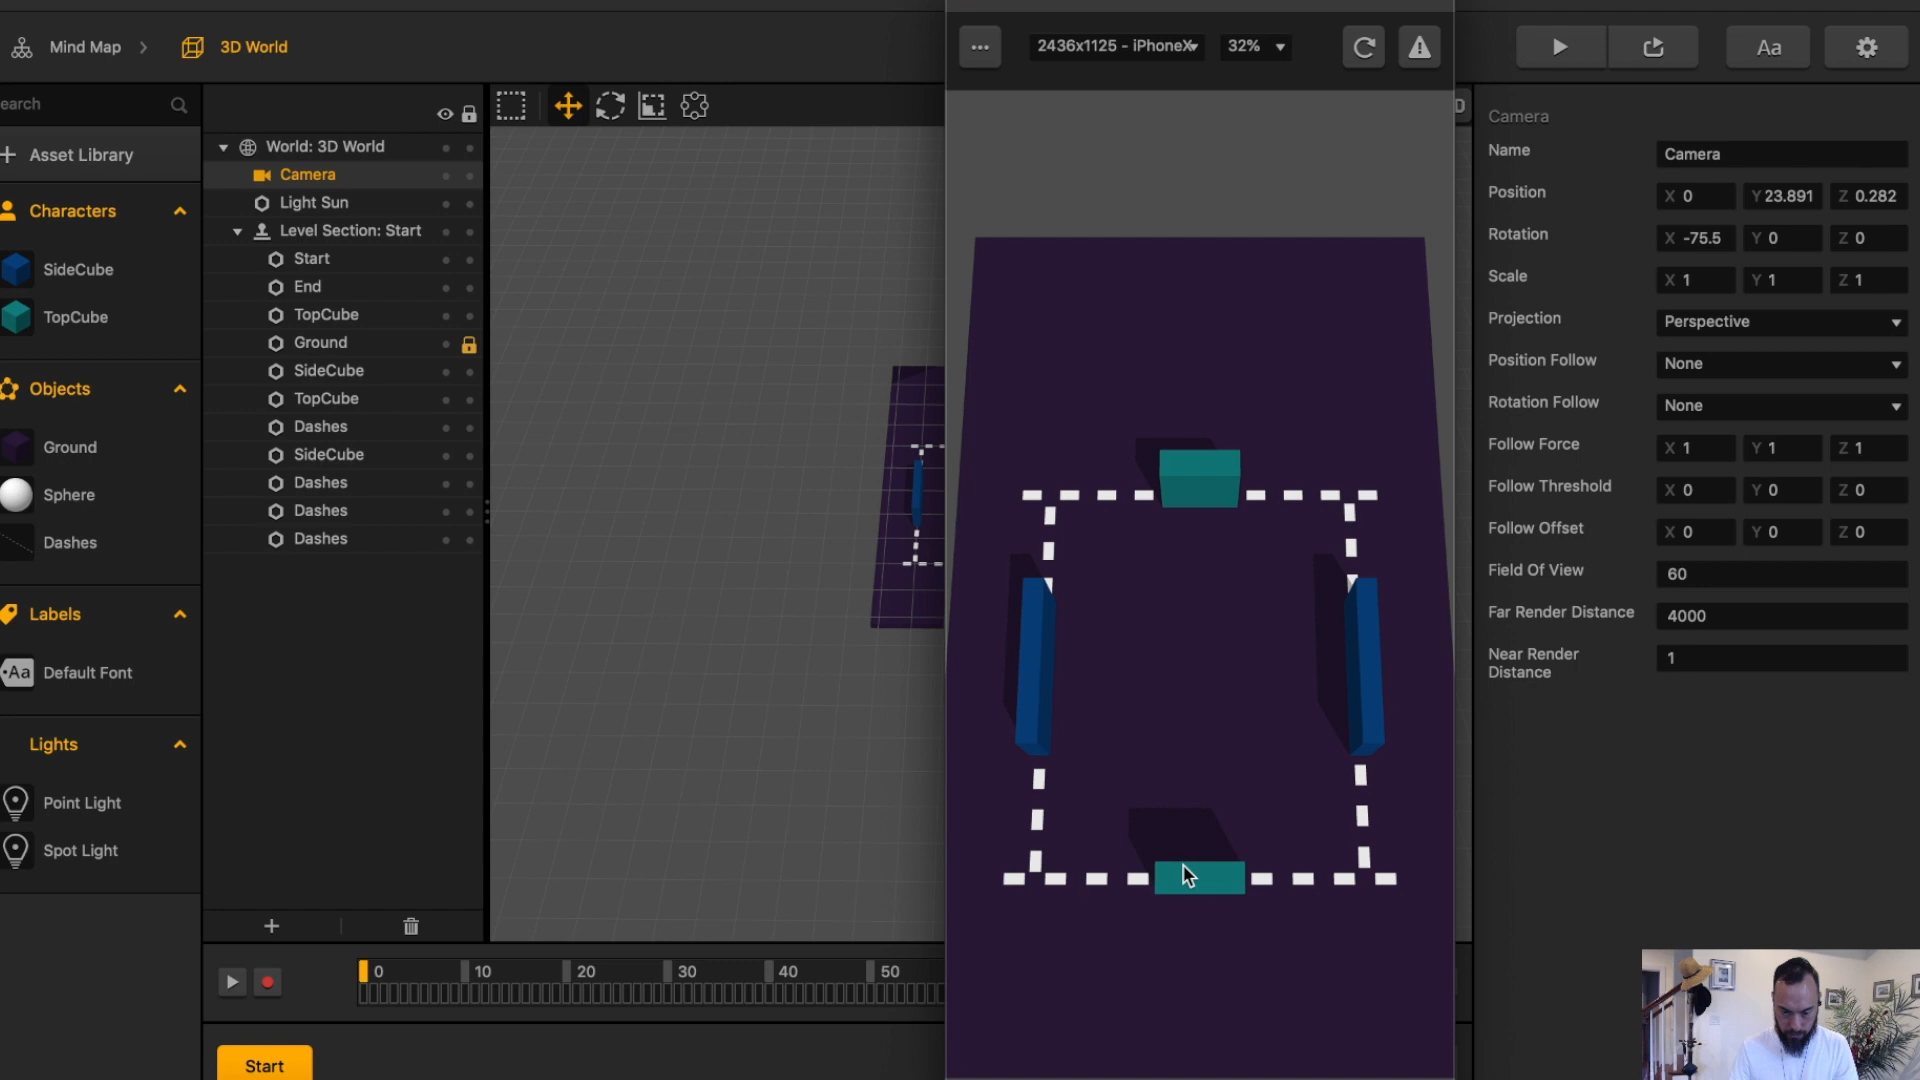 Mind Map
3D World
2436x1125 - iPhoneX
32%
Aa
earch
Asset Library
Characters
SideCube
TopCube
Objects
Ground
Sphere
Dashes
Labels
Aa
Default Font
Lights
Point Light
Spot Light
World: 3D World
Camera
Light Sun
Level Section: Start
Start
End
TopCube
Ground
SideCube
TopCube
Dashes
SideCube
Dashes
Dashes
Dashes
0 10 20 30 40 50
Start
D
Camera
Name Camera
Position X 0 Y 23.891 Z 0.282
Rotation X -75.5 Y 0 Z 0
Scale X 1 Y 1 Z 1
Projection Perspective
Position Follow None
Rotation Follow None
Follow Force X 1 Y 1 Z 1
Follow Threshold X 0 Y 0 Z 0
Follow Offset X 0 Y 0 Z 0
Field Of View 60
Far Render Distance 4000
Near Render
Distance 1